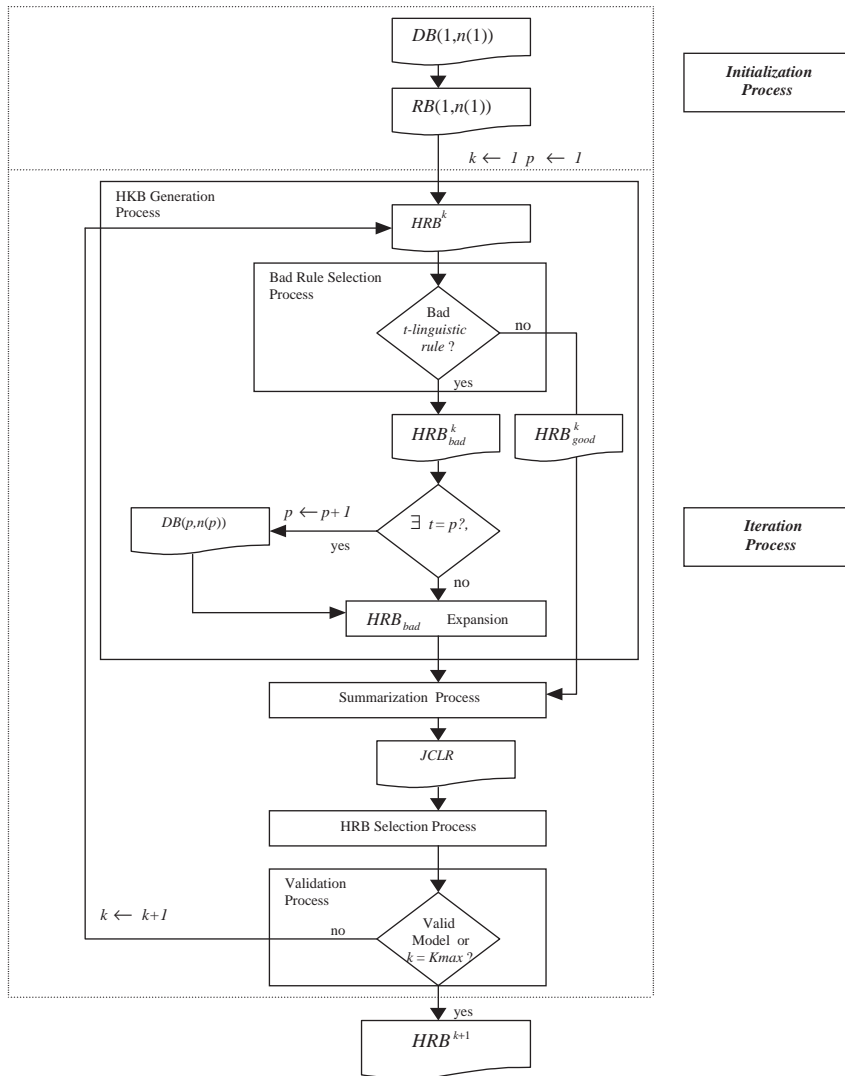 DB(1,n(1))
Initialization
Process
RB(1,n(1))
k ← 1 p ← 1
HKB Generation
Process
HRB^k
Bad Rule Selection
Process
Bad
t-linguistic
rule ?
no
yes
HRB^k_bad
HRB^k_good
p ← p+1
DB(p,n(p))
∃ t = p?,
yes
Iteration
Process
no
HRB_bad Expansion
Summarization Process
JCLR
HRB Selection Process
Validation
Process
k ← k+1
no
Valid
Model or
k = Kmax ?
yes
HRB^k+1